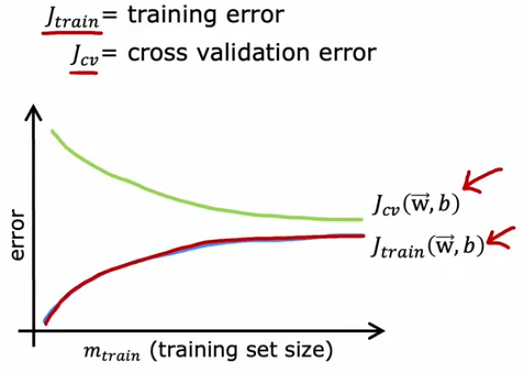 J_train = training error
J_cv = cross validation error
error
J_cv(w⃗, b)
J_train(w⃗, b)
m_train (training set size)